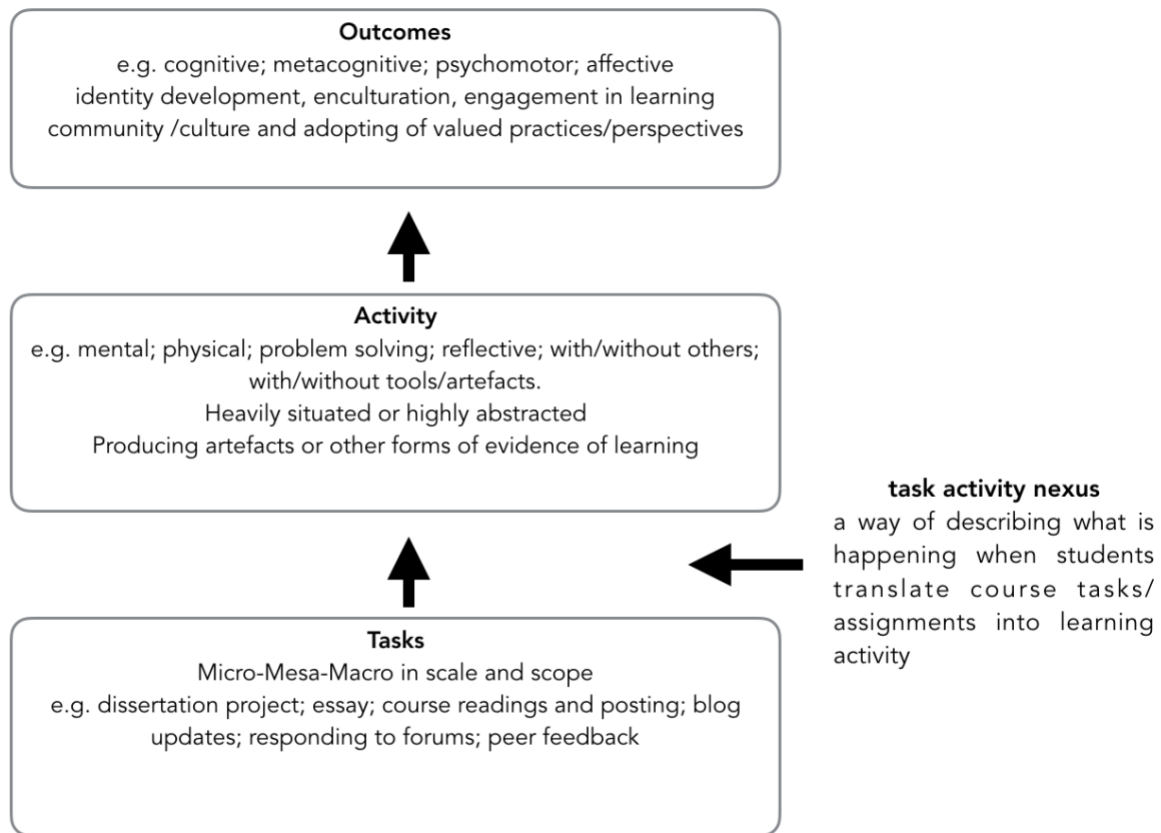 Outcomes
e.g. cognitive; metacognitive; psychomotor; affective
identity development, enculturation, engagement in learning
community /culture and adopting of valued practices/perspectives
Activity
e.g. mental; physical; problem solving; reflective; with/without others;
with/without tools/artefacts.
Heavily situated or highly abstracted
Producing artefacts or other forms of evidence of learning
task activity nexus
a way of describing what is
happening when students
translate course tasks/
assignments into learning
activity
Tasks
Micro-Mesa-Macro in scale and scope
e.g. dissertation project; essay; course readings and posting; blog
updates; responding to forums; peer feedback